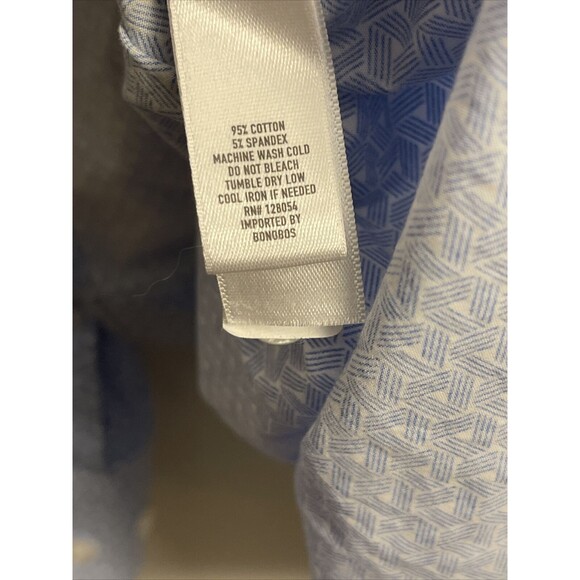 95% COTTON
5% SPANDEX
MACHINE WASH COLD
DO NOT BLEACH
TUMBLE DRY LOW
COOL IRON IF NEEDED
RN# 128054
IMPORTED BY
BONOBOS